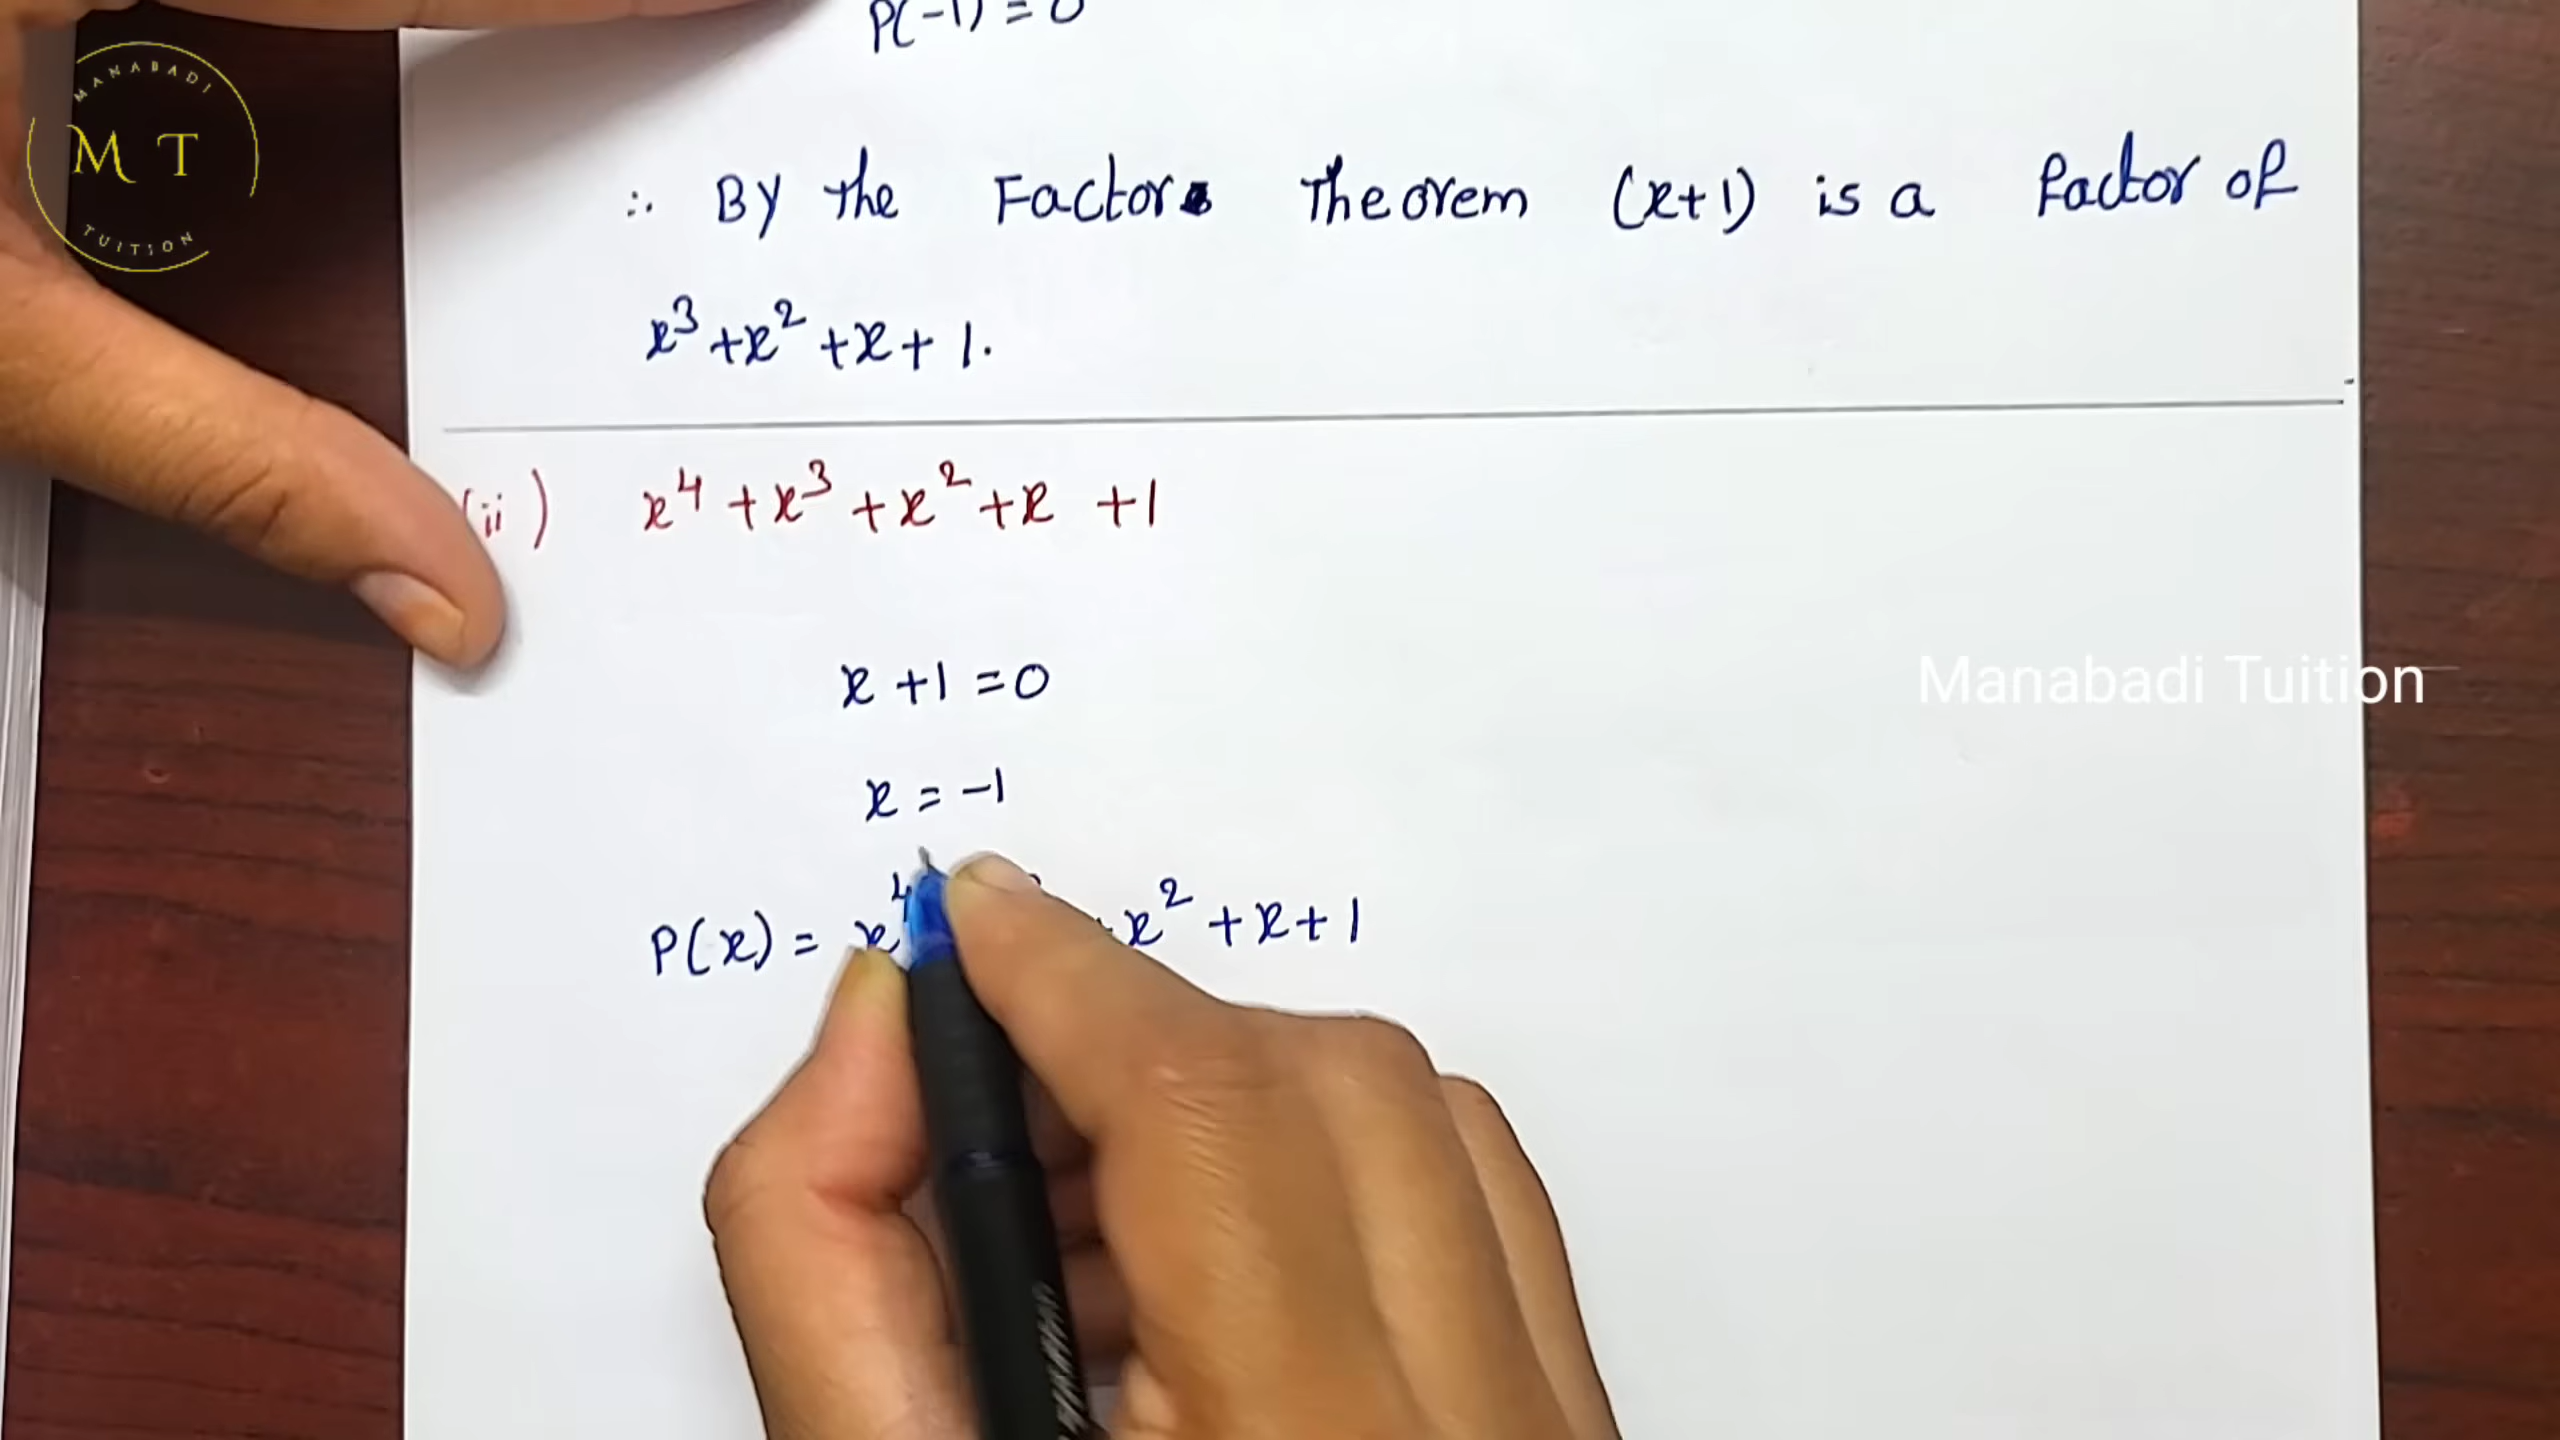 P(-1) = 0
MANABADI
M T
TUITION
∴ By the Factor Theorem (x+1) is a factor of
x³ + x² + x + 1.
(ii) x⁴ + x³ + x² + x + 1
x + 1 = 0
Manabadi Tuition
x = -1
P(x) = x⁴ + x² + x + 1